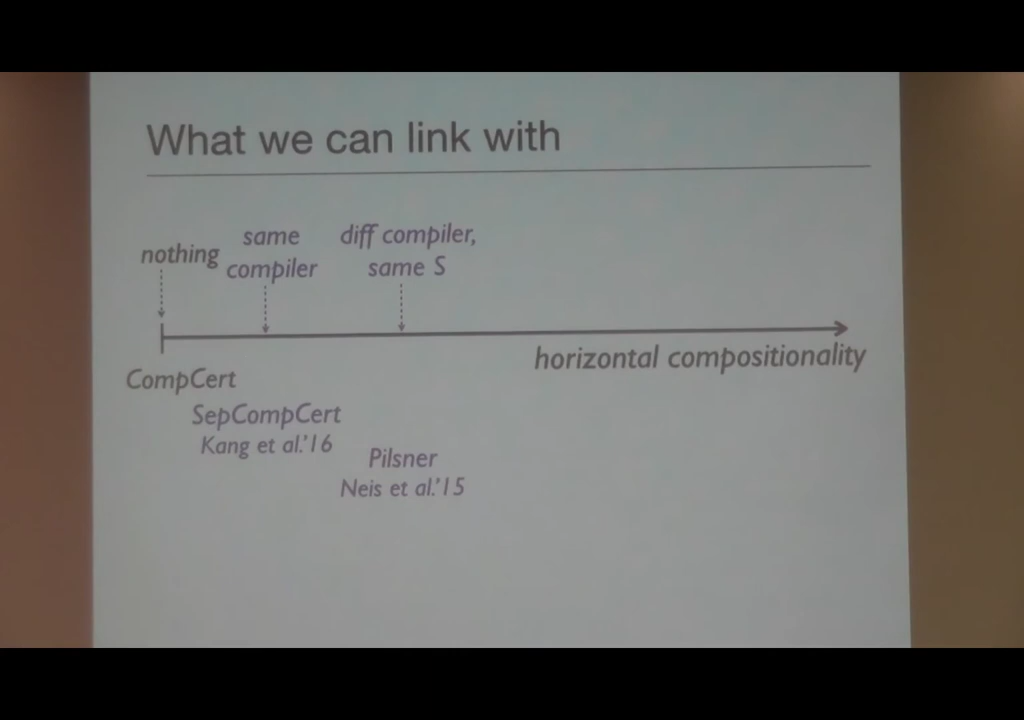 What we can link with
nothing
same
compiler
diff compiler,
same S
horizontal compositionality
CompCert
SepCompCert
Kang et al.'16
Pilsner
Neis et al.'15